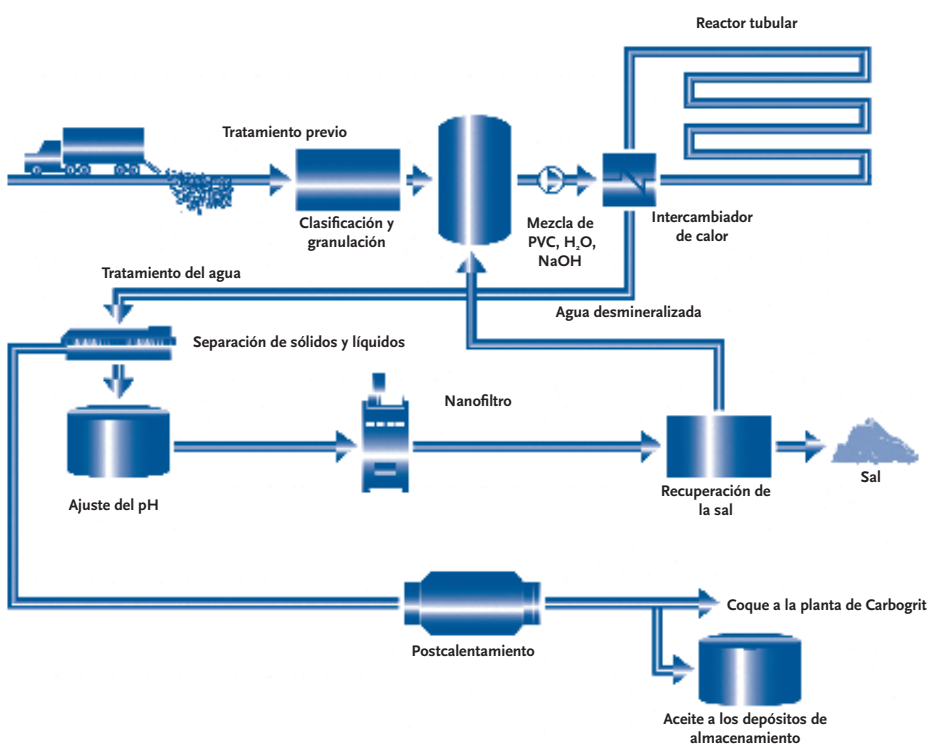 Reactor tubular
Tratamiento previo
Clasificación y
granulación
Mezcla de
PVC, H₂O,
NaOH
Intercambiador
de calor
Tratamiento del agua
Agua desmineralizada
Separación de sólidos y líquidos
Nanofiltro
Ajuste del pH
Recuperación de
la sal
Sal
Coque a la planta de Carbogrit
Postcalentamiento
Aceite a los depósitos de
almacenamiento